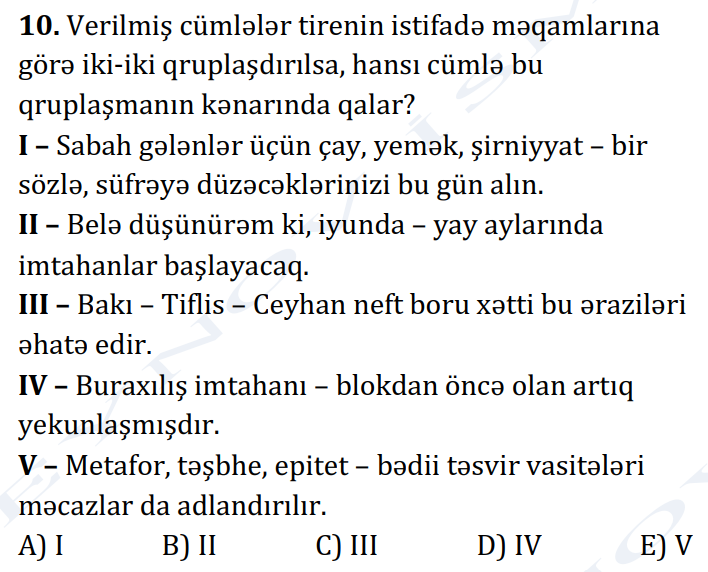 10. Verilmiş cümlələr tirenin istifadə məqamlarına
görə iki-iki qruplaşdırılsa, hansı cümlə bu
qruplaşmanın kənarında qalar?
I – Sabah gələnlər üçün çay, yemək, şirniyyat – bir
sözlə, süfrəyə düzəcəklərinizi bu gün alın.
II – Belə düşünürəm ki, iyunda – yay aylarında
imtahanlar başlayacaq.
III – Bakı – Tiflis – Ceyhan neft boru xətti bu əraziləri
əhatə edir.
IV – Buraxılış imtahanı – blokdan öncə olan artıq
yekunlaşmışdır.
V – Metafor, təşbhe, epitet – bədii təsvir vasitələri
məcazlar da adlandırılır.
A) I B) II C) III D) IV E) V